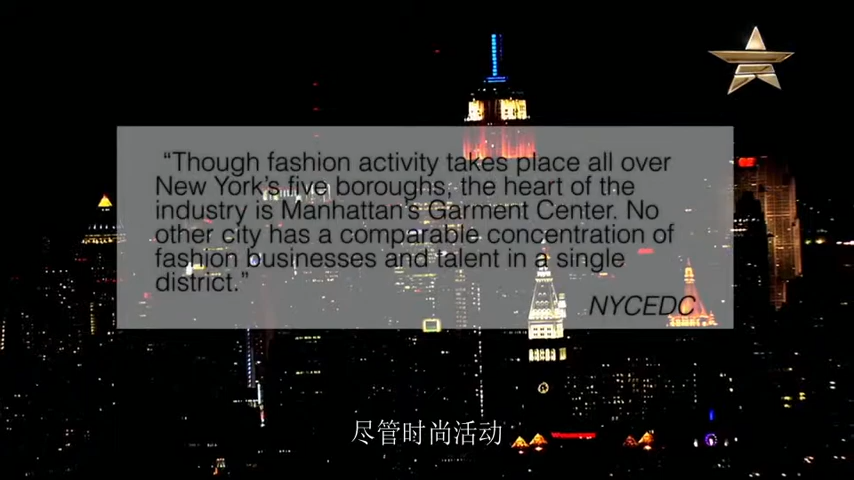 “Though fashion activity takes place all over
New York’s five boroughs, the heart of the
industry is Manhattan’s Garment Center. No
other city has a comparable concentration of
fashion businesses and talent in a single
district.”
NYCEDC
尽管时尚活动